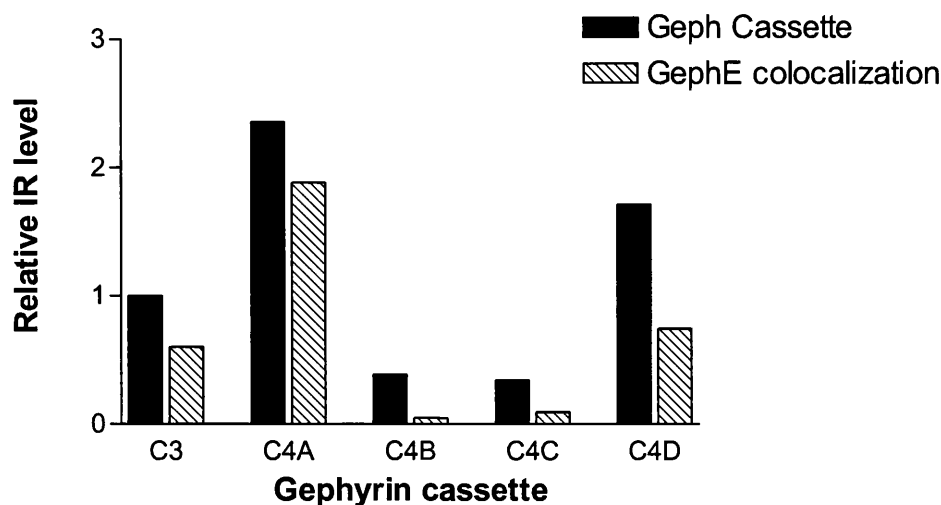 Geph Cassette
GephE colocalization
Relative IR level
3
2
1
0
C3 C4A C4B C4C C4D
Gephyrin cassette